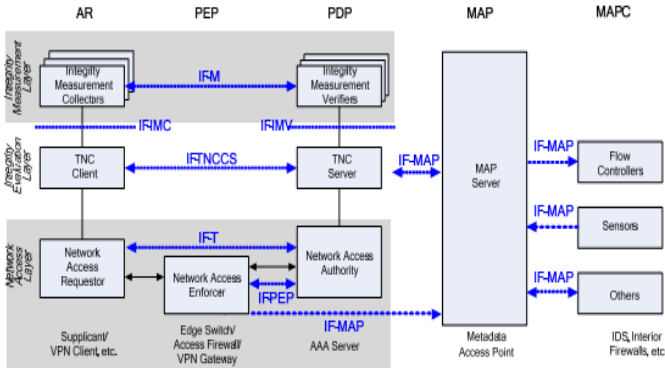 AR
PEP
PDP
MAP
MAPC
Integrity
Measurement
Layer
Integrity
Measurement
Collectors
IF-M
Integrity
Measurement
Verifiers
IF-IMC
IF-IMV
Integrity
Evaluation
Layer
TNC
Client
IF-TNCCS
TNC
Server
IF-MAP
MAP
Server
IF-MAP
Flow
Controllers
IF-MAP
Sensors
IF-MAP
Others
Network
Access
Layer
Network
Access
Requestor
IF-T
Network Access
Enforcer
IF-PEP
Network Access
Authority
IF-MAP
Supplicant/
VPN Client, etc.
Edge Switch/
Access Firewall/
VPN Gateway
AAA Server
Metadata
Access Point
IDS, Interior
Firewalls, etc